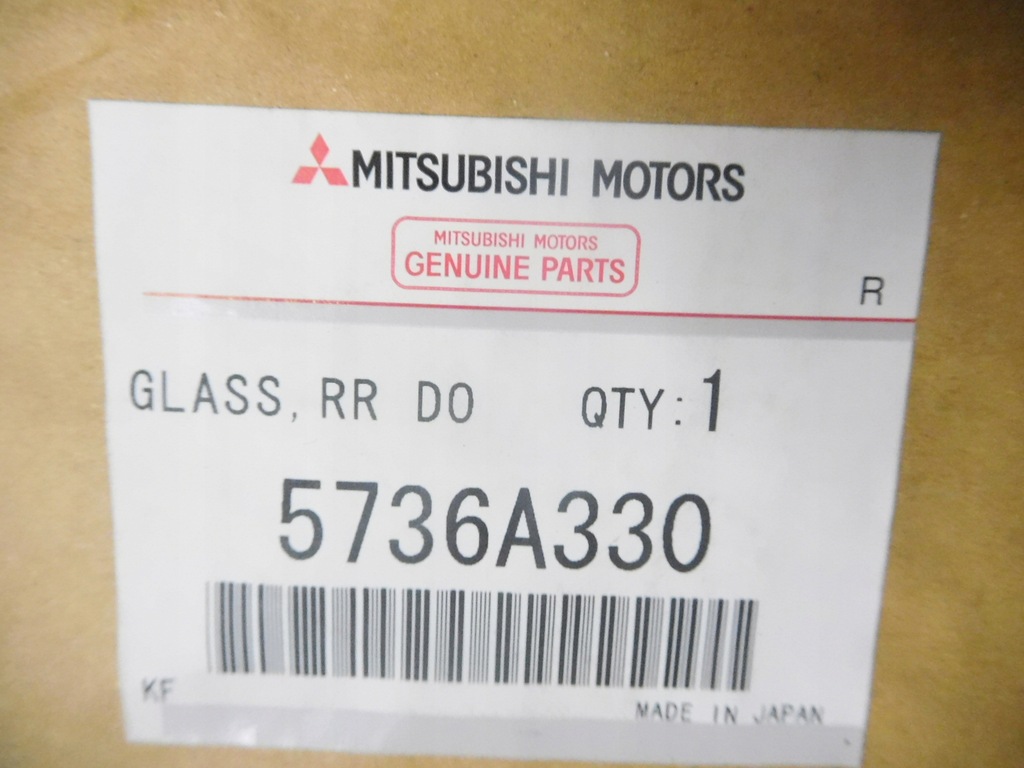 MITSUBISHI MOTORS
MITSUBISHI MOTORS
GENUINE PARTS
R
GLASS, RR DO QTY: 1
5736A330
KF
MADE IN JAPAN